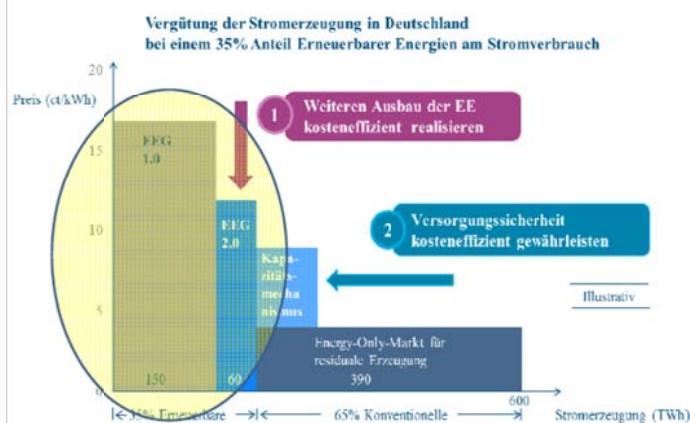 Vergütung der Stromerzeugung in Deutschland
bei einem 35% Anteil Erneuerbarer Energien am Stromverbrauch
20
Preis (ct/kWh)
1
Weiteren Ausbau der EE
kosteneffizient realisieren
EEG
1.0
15
2
Versorgungssicherheit
kosteneffizient gewährleisten
EEG
2.0
10
Kapa-
zitäts-
mecha
nismus
Illustrativ
5
Energy-Only-Markt für
residuale Erzeugung
150
60
390
0
600
35% Erneuerbare
65% Konventionelle
Stromerzeugung (TWh)